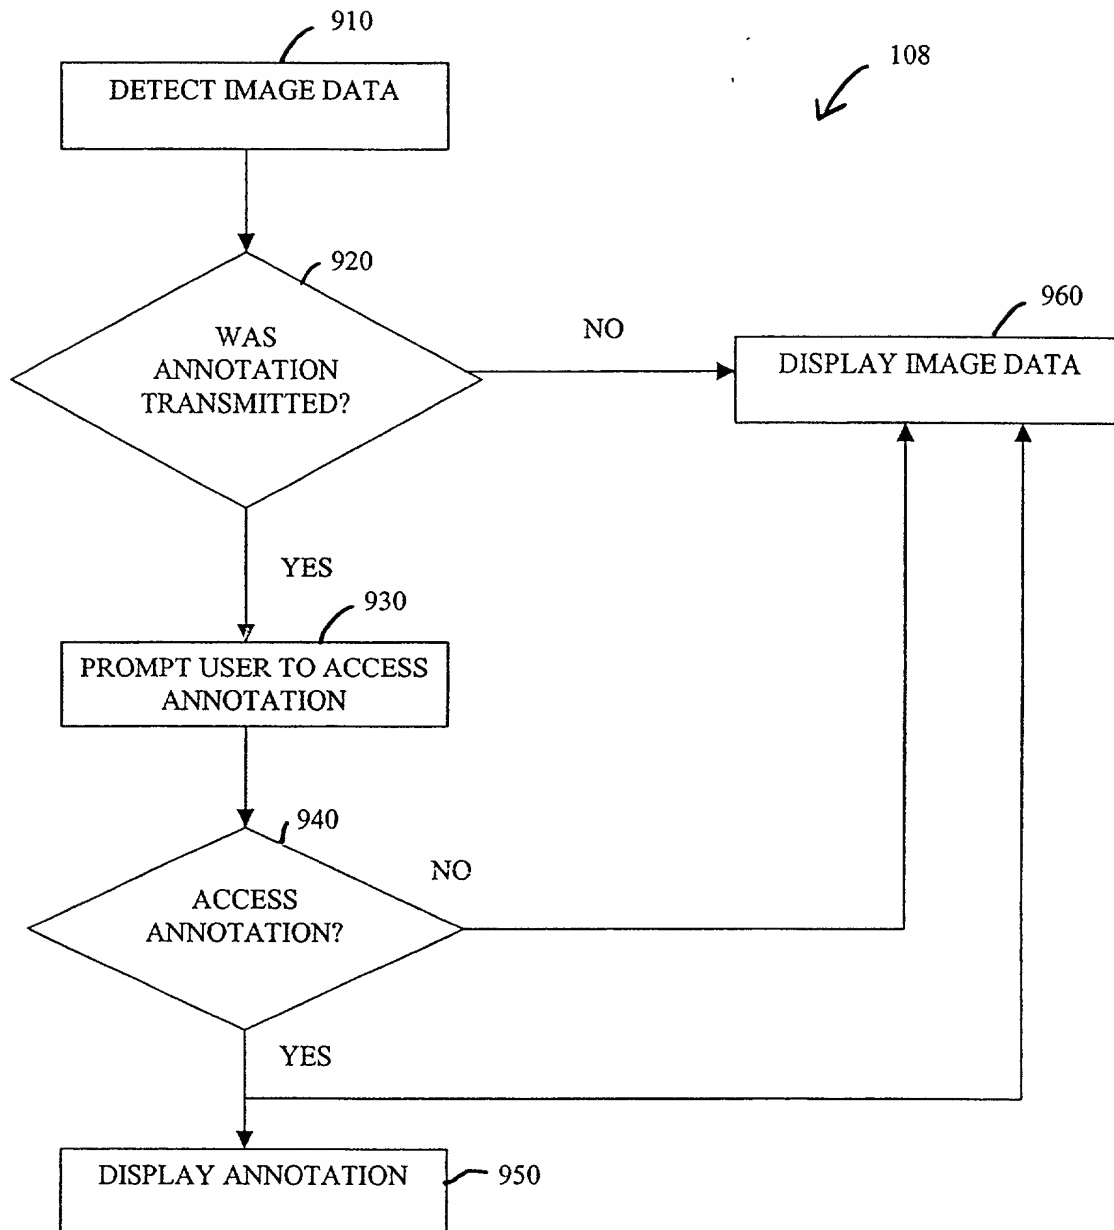 910
DETECT IMAGE DATA
108
920
WAS
ANNOTATION
TRANSMITTED?
NO
960
DISPLAY IMAGE DATA
YES
930
PROMPT USER TO ACCESS
ANNOTATION
940
ACCESS
ANNOTATION?
NO
YES
DISPLAY ANNOTATION
950